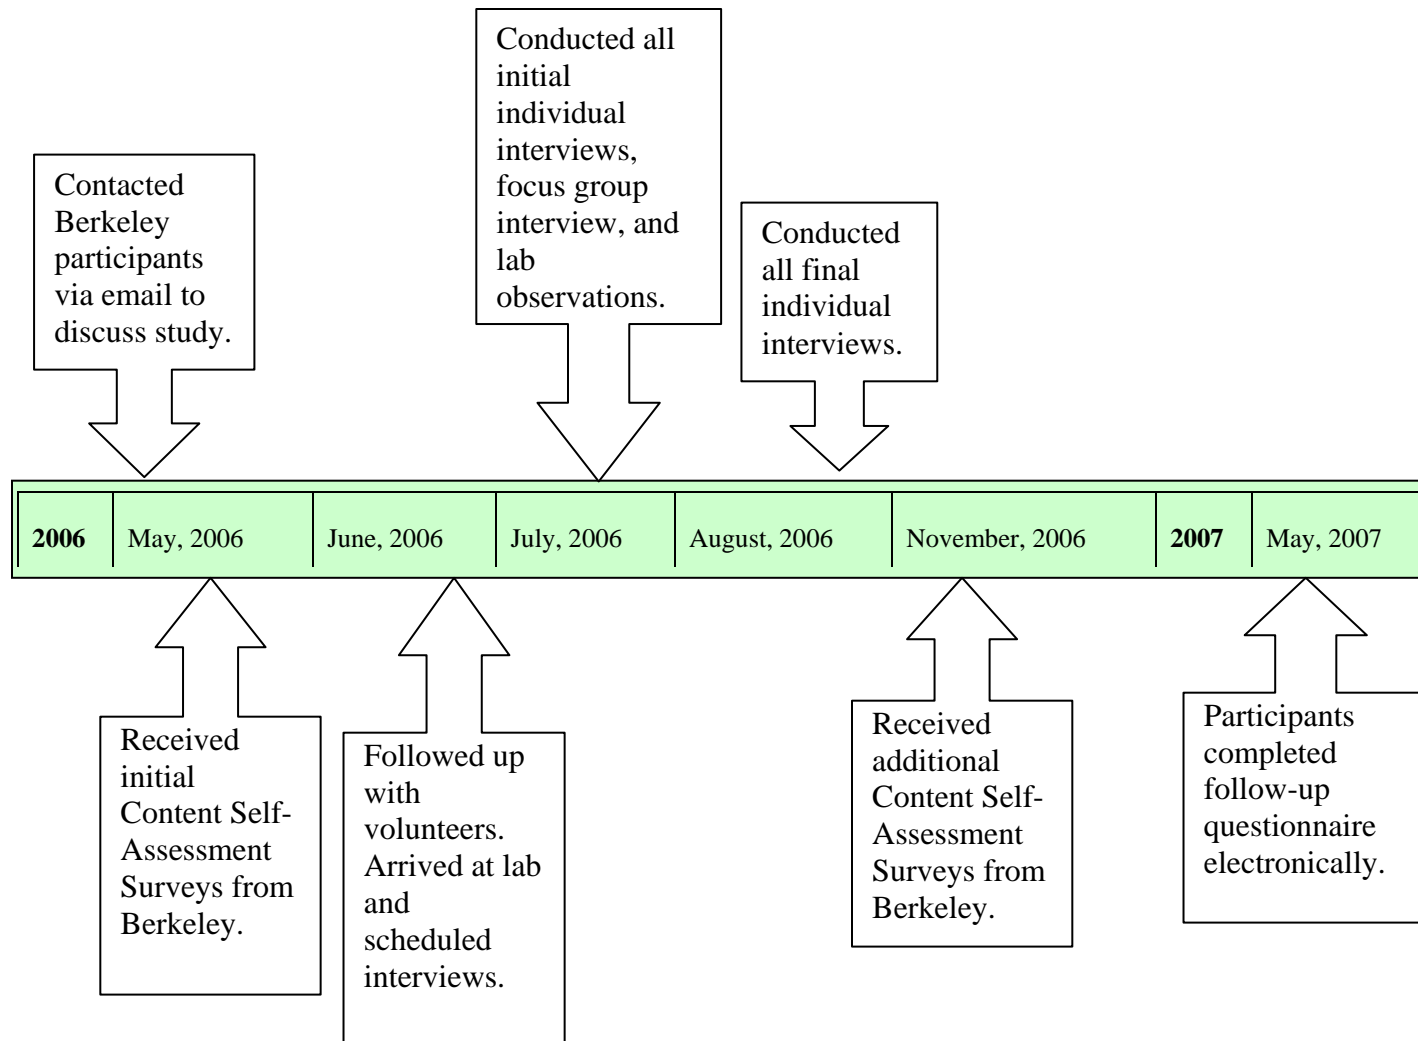 Conducted all
initial
individual
interviews,
focus group
interview, and
lab
observations.
Contacted
Berkeley
participants
via email to
discuss study.
Conducted
all final
individual
interviews.
2006 May, 2006 June, 2006 July, 2006 August, 2006 November, 2006 2007 May, 2007
Received
initial
Content Self-
Assessment
Surveys from
Berkeley.
Followed up
with
volunteers.
Arrived at lab
and
scheduled
interviews.
Received
additional
Content Self-
Assessment
Surveys from
Berkeley.
Participants
completed
follow-up
questionnaire
electronically.